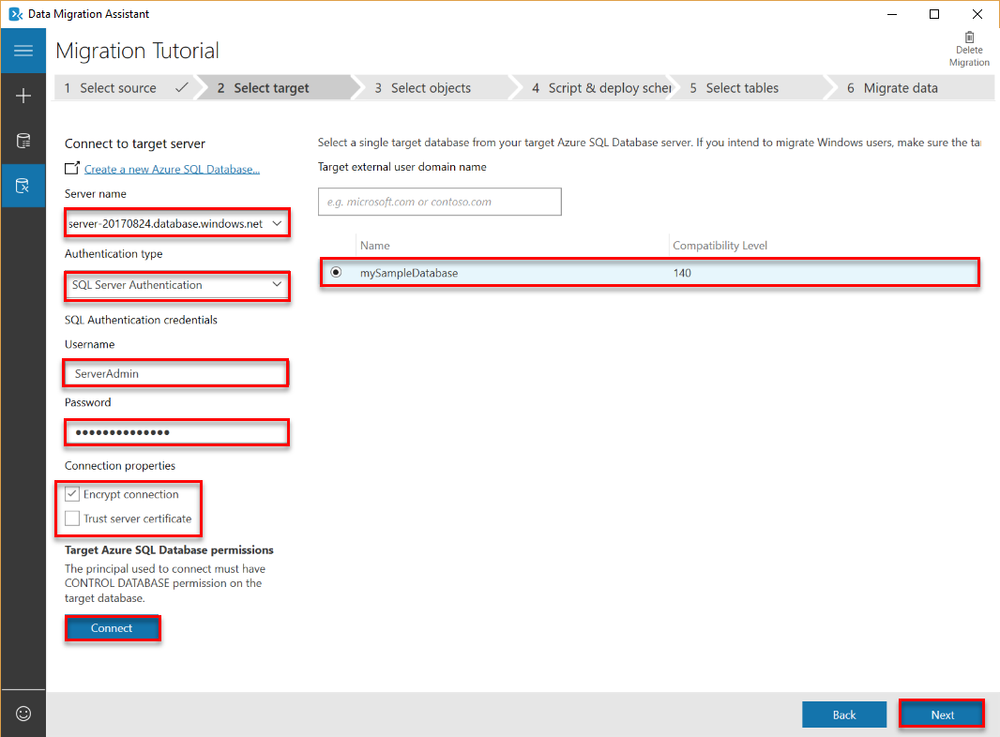 Data Migration Assistant
Migration Tutorial
Delete
Migration
1 Select source
2 Select target
3 Select objects
4 Script & deploy scher
5 Select tables
6 Migrate data
Connect to target server
Create a new Azure SQL Database...
Server name
server-20170824.database.windows.net
Authentication type
SQL Server Authentication
SQL Authentication credentials
Username
ServerAdmin
Password
••••••••••••••
Connection properties
Encrypt connection
Trust server certificate
Target Azure SQL Database permissions
The principal used to connect must have
CONTROL DATABASE permission on the
target database.
Connect
Select a single target database from your target Azure SQL Database server. If you intend to migrate Windows users, make sure the ta
Target external user domain name
e.g. microsoft.com or contoso.com
Name Compatibility Level
mySampleDatabase 140
Back
Next